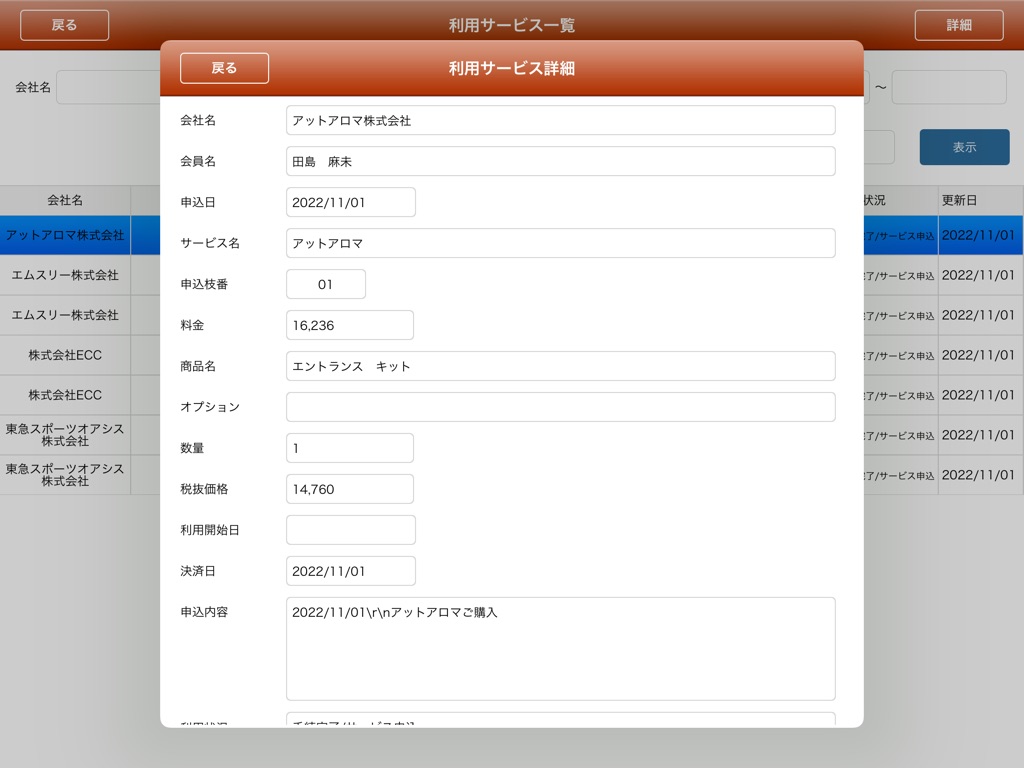 戻る
利用サービス一覧
詳細
会社名
～
表示
会社名
状況
更新日
アットアロマ株式会社
了/サービス申込
2022/11/01
エムスリー株式会社
了/サービス申込
2022/11/01
エムスリー株式会社
了/サービス申込
2022/11/01
株式会社ECC
了/サービス申込
2022/11/01
株式会社ECC
了/サービス申込
2022/11/01
東急スポーツオアシス
株式会社
了/サービス申込
2022/11/01
東急スポーツオアシス
株式会社
了/サービス申込
2022/11/01
戻る
利用サービス詳細
会社名
アットアロマ株式会社
会員名
田島　麻未
申込日
2022/11/01
サービス名
アットアロマ
申込枝番
01
料金
16,236
商品名
エントランス　キット
オプション
数量
1
税抜価格
14,760
利用開始日
決済日
2022/11/01
申込内容
2022/11/01\r\nアットアロマご購入
利用状況
手続完了/サービス申込